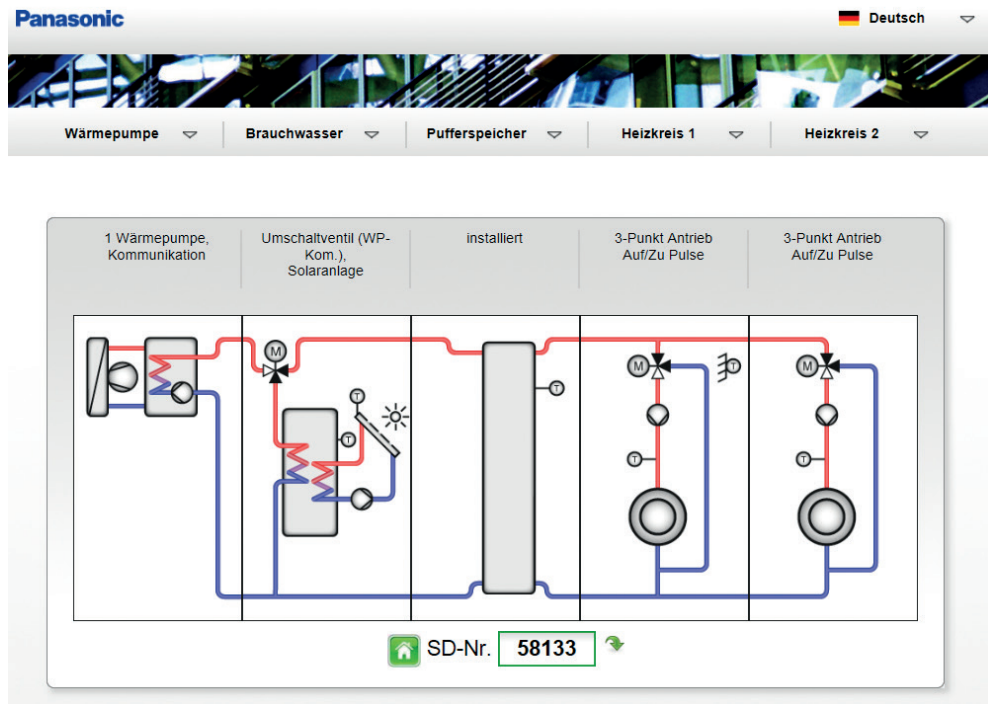 Panasonic
Deutsch
Wärmepumpe
Brauchwasser
Pufferspeicher
Heizkreis 1
Heizkreis 2
1 Wärmepumpe,
Kommunikation
Umschaltventil (WP-
Kom.),
Solaranlage
installiert
3-Punkt Antrieb
Auf/Zu Pulse
3-Punkt Antrieb
Auf/Zu Pulse
M
T
T
T
M
T
T
M
T
SD-Nr. 58133